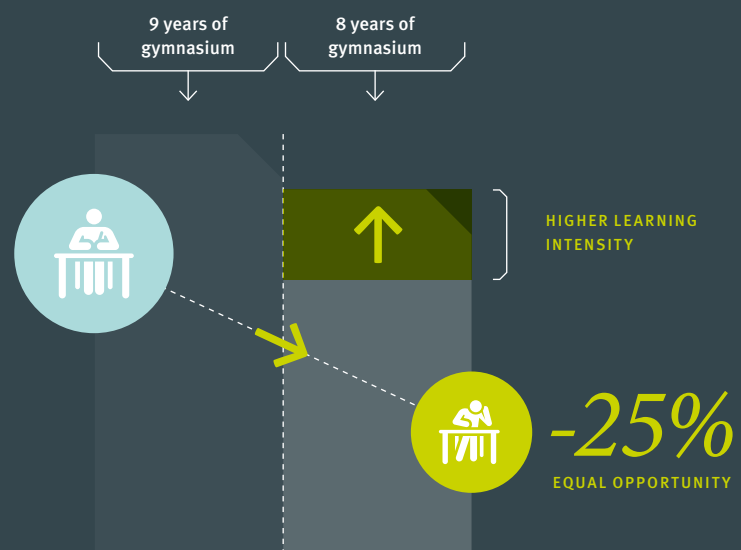 9 years of
gymnasium
8 years of
gymnasium
HIGHER LEARNING
INTENSITY
-25%
EQUAL OPPORTUNITY